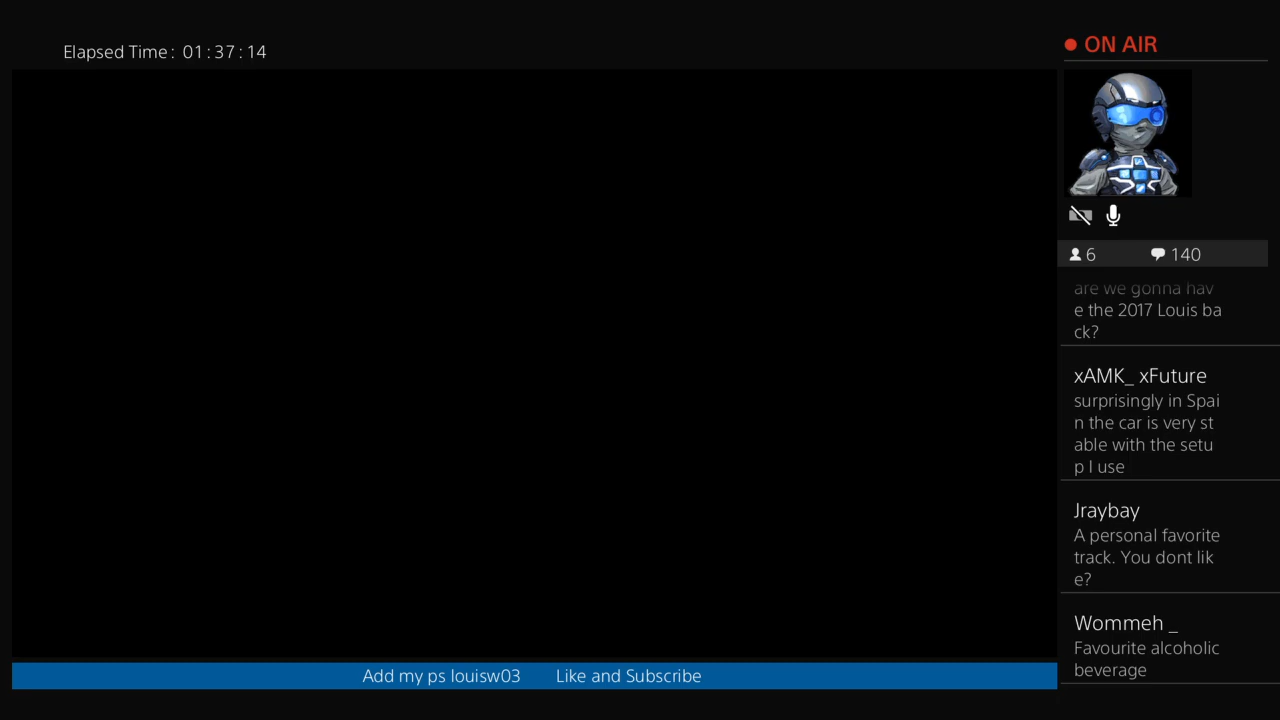 Elapsed Time: 01:37:14
ON AIR
6 140
are we gonna hav
e the 2017 Louis ba
ck?
xAMK_ xFuture
surprisingly in Spai
n the car is very st
able with the setu
p I use
Jraybay
A personal favorite
track. You dont lik
e?
Wommeh _
Favourite alcoholic
beverage
Add my ps louisw03 Like and Subscribe